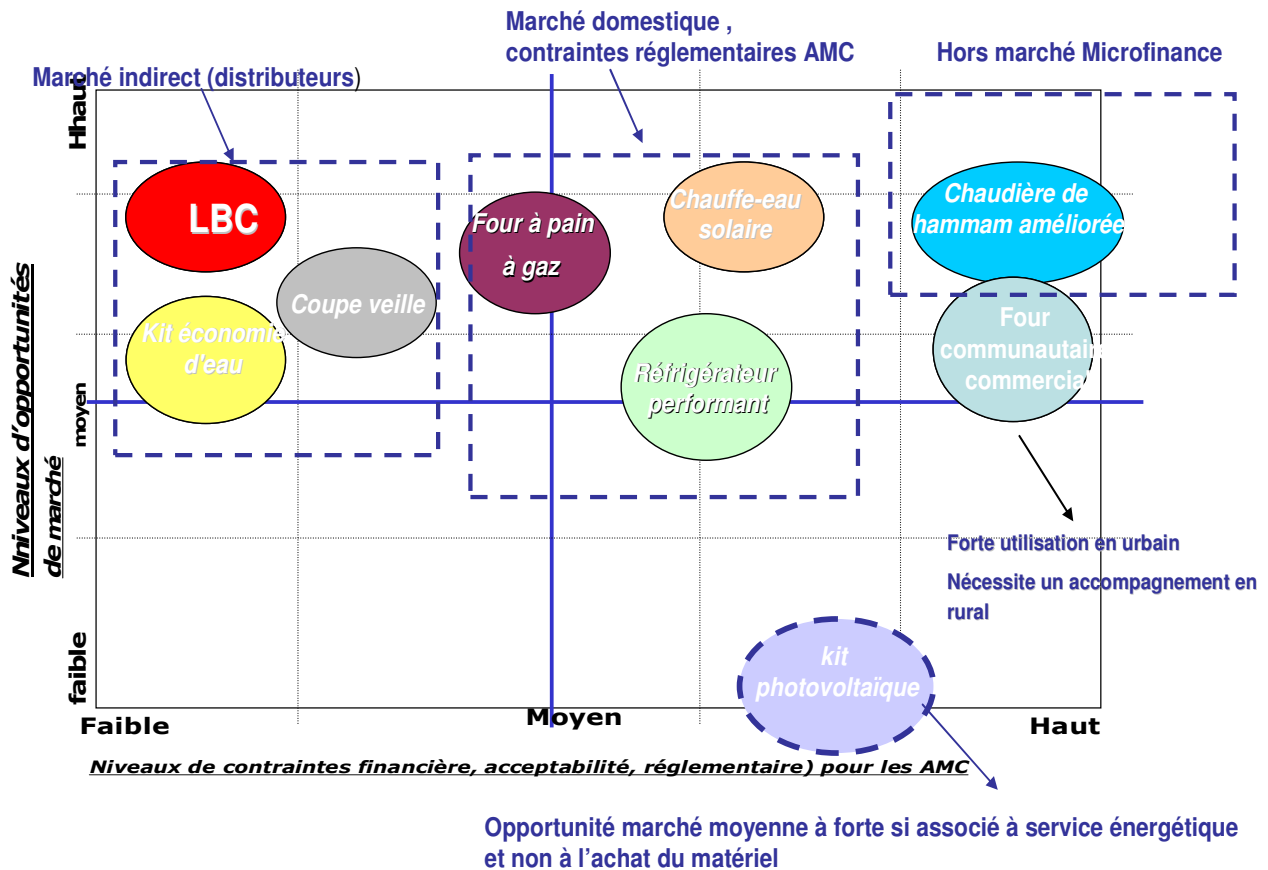 Marché domestique ,
contraintes réglementaires AMC
Hors marché Microfinance
Marché indirect (distributeurs)
Hhaut
LBC
Four à pain
à gaz
Chauffe-eau
solaire
Chaudière de
hammam améliorée
Coupe veille
Kit économie
d'eau
Four
communautair
commercial
Réfrigérateur
performant
moyen
Nniveaux d'opportunités
de marché
Forte utilisation en urbain
Nécessite un accompagnement en
rural
faible
kit
photovoltaïque
Faible
Moyen
Haut
Niveaux de contraintes financière, acceptabilité, réglementaire) pour les AMC
Opportunité marché moyenne à forte si associé à service énergétique
et non à l'achat du matériel